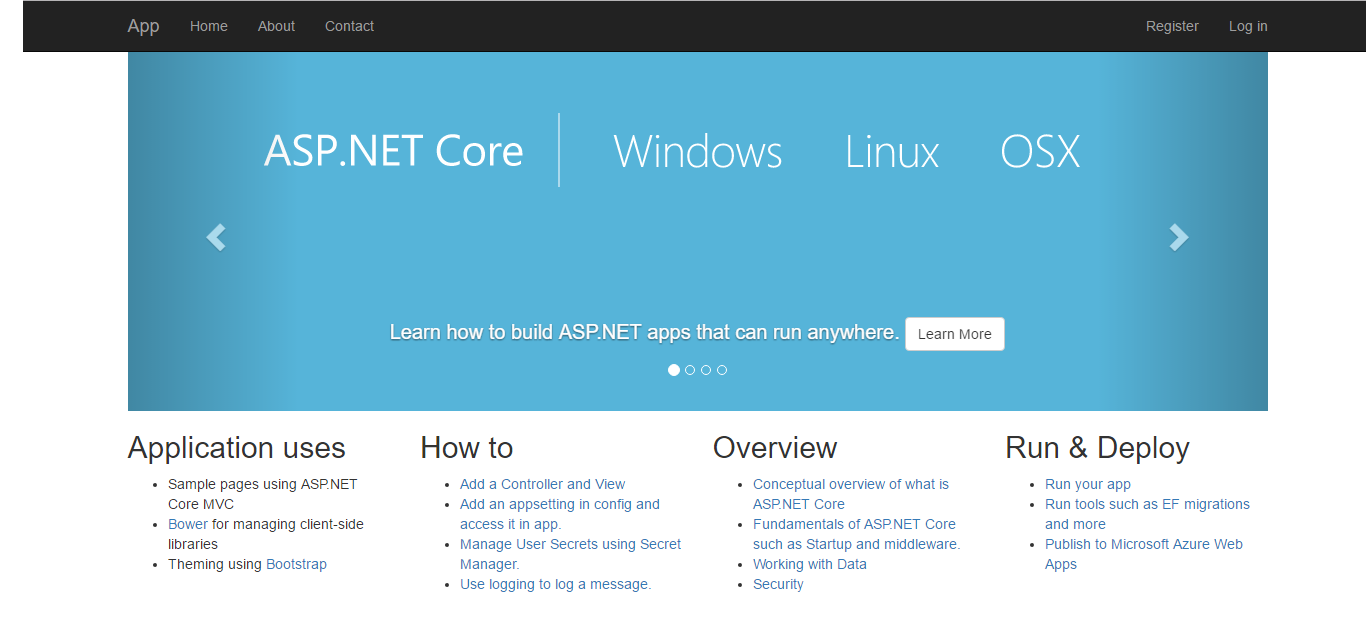 App Home About Contact Register Log in
ASP.NET Core Windows Linux OSX
Learn how to build ASP.NET apps that can run anywhere. Learn More
Application uses
Sample pages using ASP.NET
Core MVC
Bower for managing client-side
libraries
Theming using Bootstrap
How to
Add a Controller and View
Add an appsetting in config and
access it in app.
Manage User Secrets using Secret
Manager.
Use logging to log a message.
Overview
Conceptual overview of what is
ASP.NET Core
Fundamentals of ASP.NET Core
such as Startup and middleware.
Working with Data
Security
Run & Deploy
Run your app
Run tools such as EF migrations
and more
Publish to Microsoft Azure Web
Apps